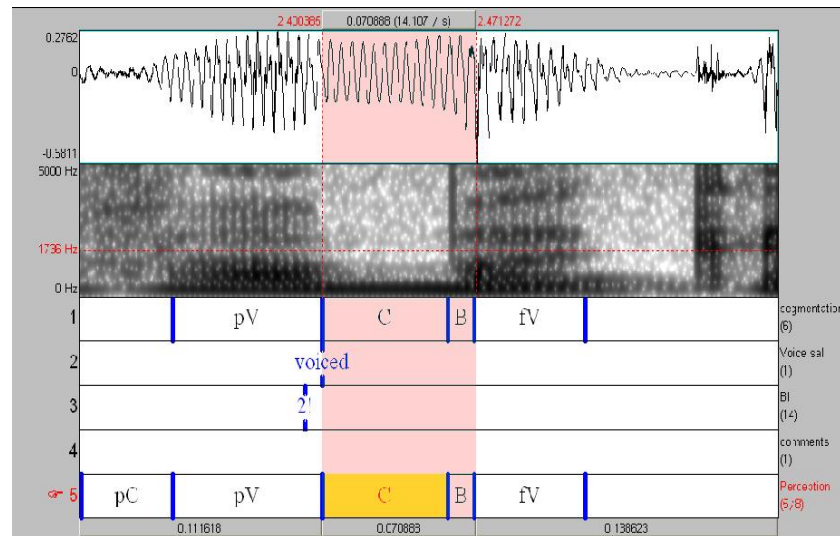 2.400385 0.070888 (14.107 / s) 2.471272
0.2762
0
-0.5811
5000 Hz
1736 Hz
0 Hz
1 pV C B fV segmentation (6)
2 voiced Voice sal (1)
3 2! BI (14)
4 comments (1)
5 pC pV C B fV Perception (6/8)
0.111618 0.070883 0.138623